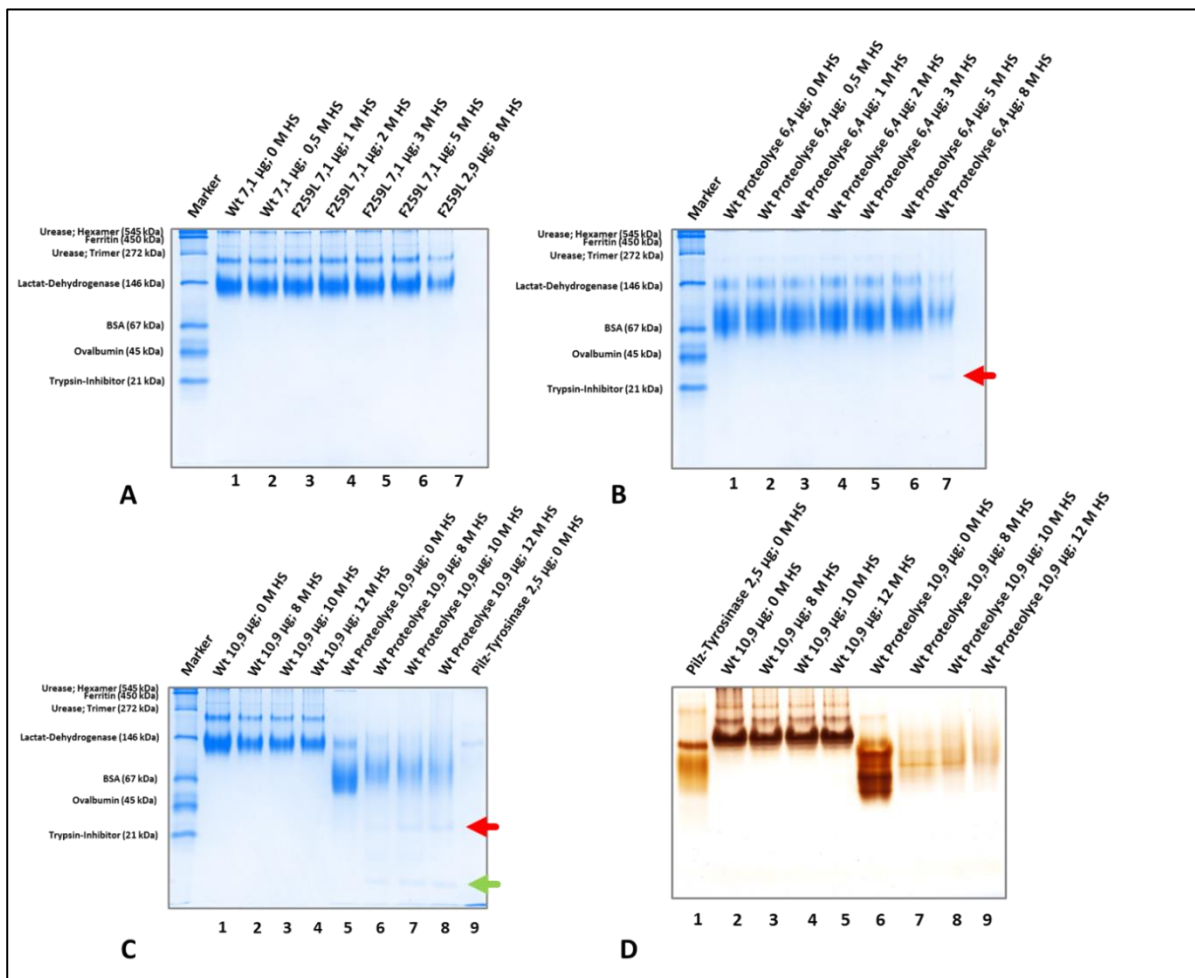 Marker
Wt 7,1 µg; 0 M HS
Wt 7,1 µg; 0,5 M HS
F259L 7,1 µg; 1 M HS
F259L 7,1 µg; 2 M HS
F259L 7,1 µg; 3 M HS
F259L 7,1 µg; 5 M HS
F259L 2,9 µg; 8 M HS
Urease; Hexamer (545 kDa)
Ferritin (450 kDa)
Urease; Trimer (272 kDa)
Lactat-Dehydrogenase (146 kDa)
BSA (67 kDa)
Ovalbumin (45 kDa)
Trypsin-Inhibitor (21 kDa)
1 2 3 4 5 6 7
A
Marker
Wt Proteolyse 6,4 µg; 0 M HS
Wt Proteolyse 6,4 µg; 0,5 M HS
Wt Proteolyse 6,4 µg; 1 M HS
Wt Proteolyse 6,4 µg; 2 M HS
Wt Proteolyse 6,4 µg; 3 M HS
Wt Proteolyse 6,4 µg; 5 M HS
Wt Proteolyse 6,4 µg; 8 M HS
Urease; Hexamer (545 kDa)
Ferritin (450 kDa)
Urease; Trimer (272 kDa)
Lactat-Dehydrogenase (146 kDa)
BSA (67 kDa)
Ovalbumin (45 kDa)
Trypsin-Inhibitor (21 kDa)
1 2 3 4 5 6 7
B
Marker
Wt 10,9 µg; 0 M HS
Wt 10,9 µg; 8 M HS
Wt 10,9 µg; 10 M HS
Wt 10,9 µg; 12 M HS
Wt Proteolyse 10,9 µg; 0 M HS
Wt Proteolyse 10,9 µg; 8 M HS
Wt Proteolyse 10,9 µg; 10 M HS
Wt Proteolyse 10,9 µg; 12 M HS
Pilz-Tyrosinase 2,5 µg; 0 M HS
Urease; Hexamer (545 kDa)
Ferritin (450 kDa)
Urease; Trimer (272 kDa)
Lactat-Dehydrogenase (146 kDa)
BSA (67 kDa)
Ovalbumin (45 kDa)
Trypsin-Inhibitor (21 kDa)
1 2 3 4 5 6 7 8 9
C
Pilz-Tyrosinase 2,5 µg; 0 M HS
Wt 10,9 µg; 0 M HS
Wt 10,9 µg; 8 M HS
Wt 10,9 µg; 10 M HS
Wt 10,9 µg; 12 M HS
Wt Proteolyse 10,9 µg; 0 M HS
Wt Proteolyse 10,9 µg; 8 M HS
Wt Proteolyse 10,9 µg; 10 M HS
Wt Proteolyse 10,9 µg; 12 M HS
1 2 3 4 5 6 7 8 9
D